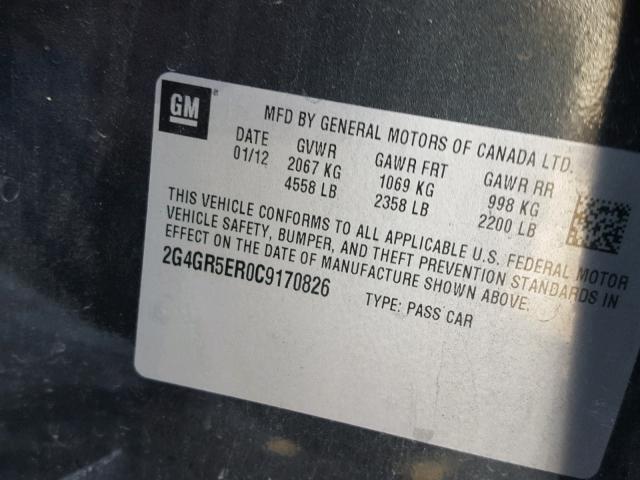 GM
MFD BY GENERAL MOTORS OF CANADA LTD.
DATE GVWR GAWR FRT GAWR RR
01/12 2067 KG 1069 KG 998 KG
4558 LB 2358 LB 2200 LB
THIS VEHICLE CONFORMS TO ALL APPLICABLE U.S. FEDERAL MOTOR
VEHICLE SAFETY, BUMPER, AND THEFT PREVENTION STANDARDS IN
EFFECT ON THE DATE OF MANUFACTURE SHOWN ABOVE.
2G4GR5ER0C9170826 TYPE: PASS CAR